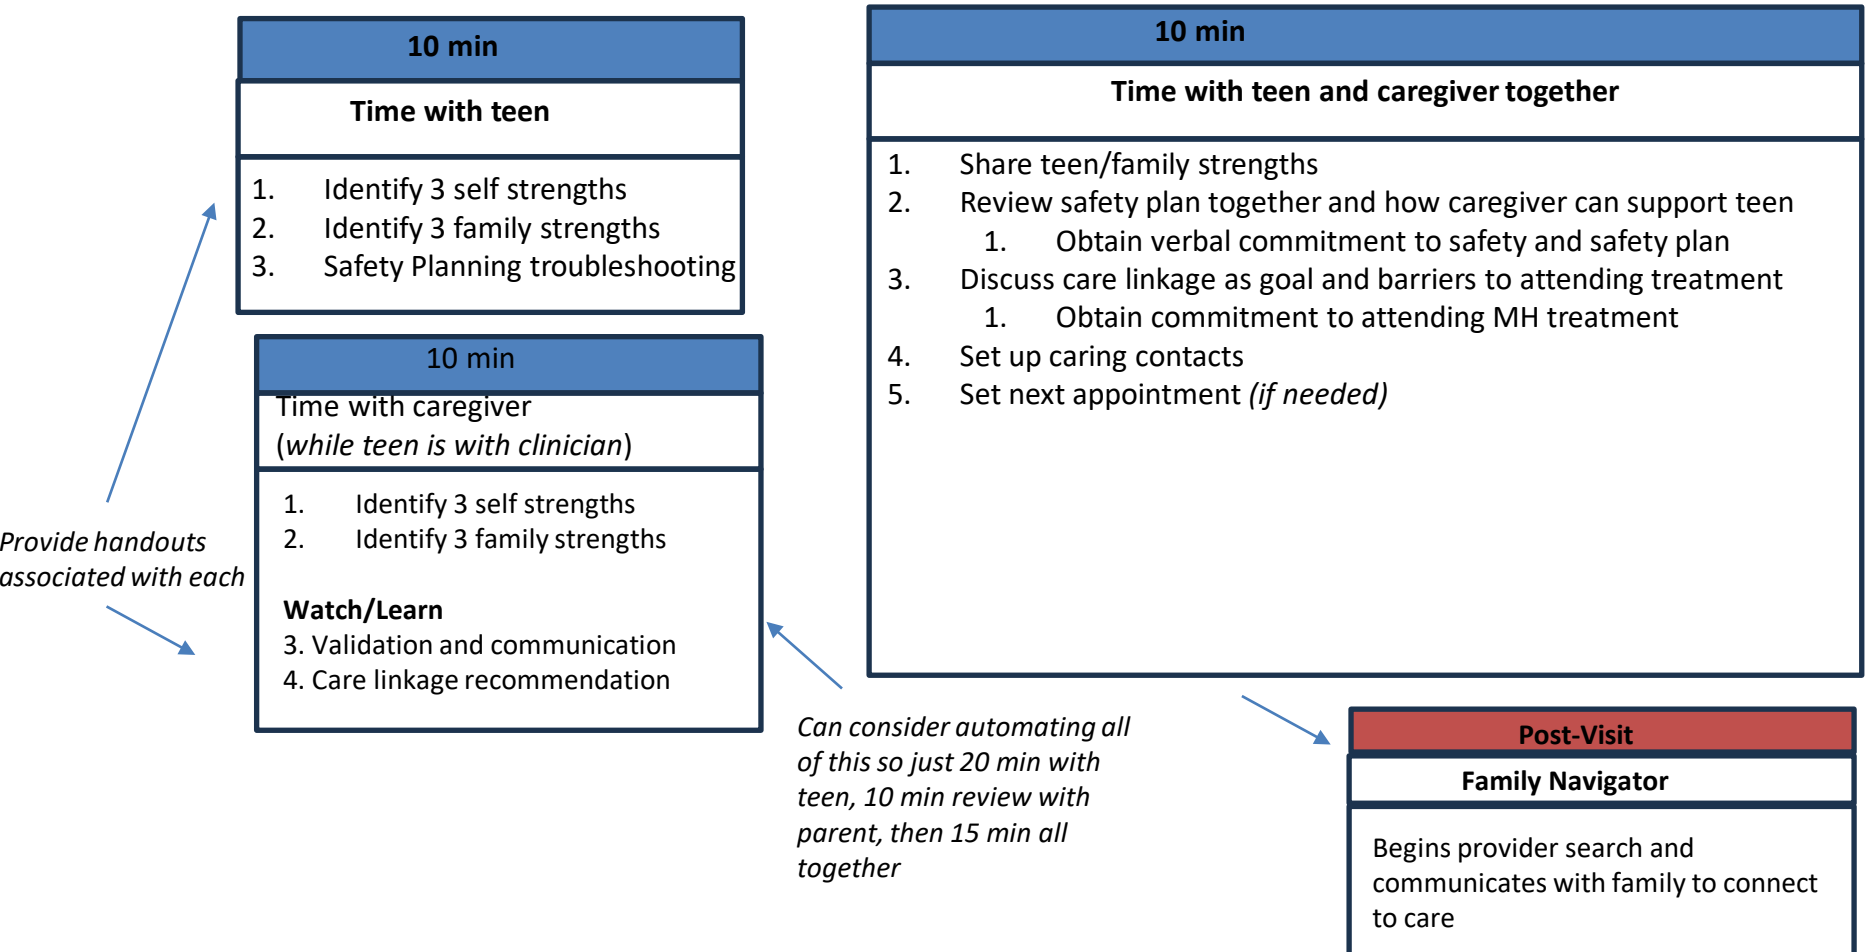 10 min
Time with teen
1. Identify 3 self strengths
2. Identify 3 family strengths
3. Safety Planning troubleshooting
10 min
Time with caregiver
(while teen is with clinician)
1. Identify 3 self strengths
2. Identify 3 family strengths
Watch/Learn
3. Validation and communication
4. Care linkage recommendation
Provide handouts
associated with each
10 min
Time with teen and caregiver together
1. Share teen/family strengths
2. Review safety plan together and how caregiver can support teen
1. Obtain verbal commitment to safety and safety plan
3. Discuss care linkage as goal and barriers to attending treatment
1. Obtain commitment to attending MH treatment
4. Set up caring contacts
5. Set next appointment (if needed)
Can consider automating all
of this so just 20 min with
teen, 10 min review with
parent, then 15 min all
together
Post-Visit
Family Navigator
Begins provider search and
communicates with family to connect
to care